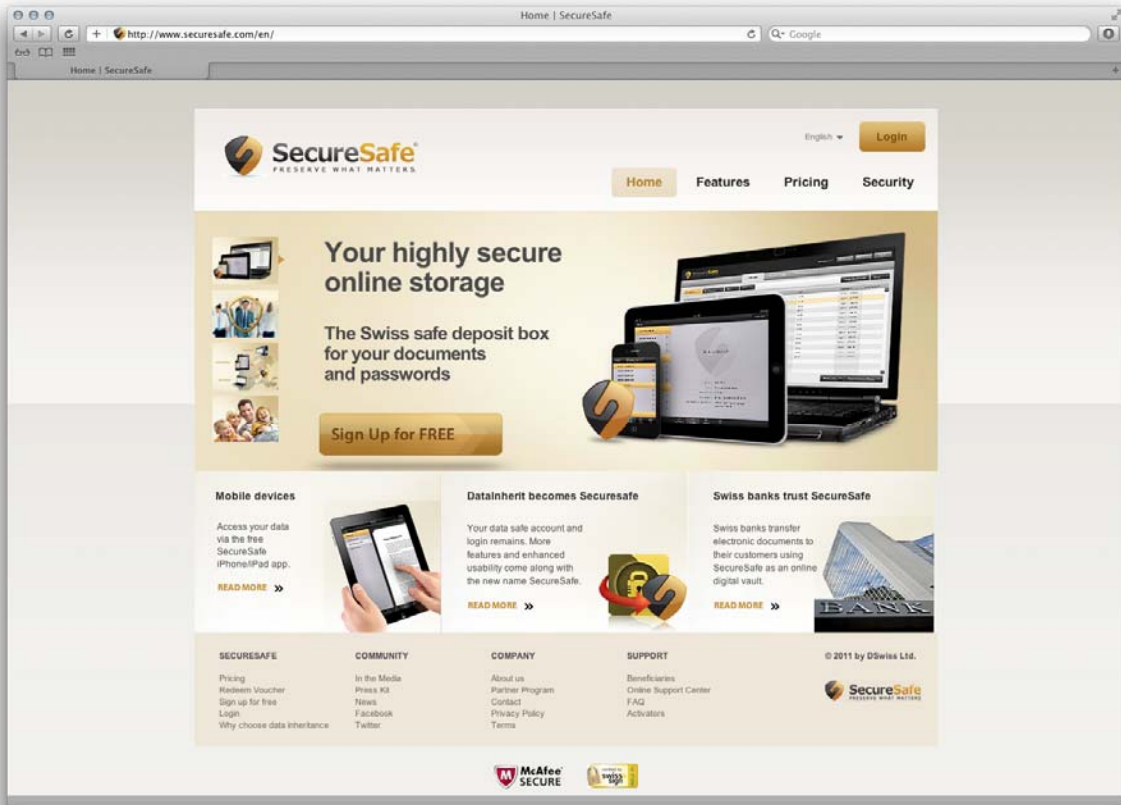 Home | SecureSafe
http://www.securesafe.com/en/
Google
Home | SecureSafe
SecureSafe
PRESERVE WHAT MATTERS.
English
Login
Home
Features
Pricing
Security
Your highly secure
online storage
The Swiss safe deposit box
for your documents
and passwords
Sign Up for FREE
Mobile devices
Access your data
via the free
SecureSafe
iPhone/iPad app.
READ MORE »
DataInherit becomes Securesafe
Your data safe account and
login remains. More
features and enhanced
usability come along with
the new name SecureSafe.
READ MORE »
Swiss banks trust SecureSafe
Swiss banks transfer
electronic documents to
their customers using
SecureSafe as an online
digital vault.
READ MORE »
BANK
SECURESAFE
Pricing
Redeem Voucher
Sign up for free
Login
Why choose data inheritance
COMMUNITY
In the Media
Press Kit
News
Facebook
Twitter
COMPANY
About us
Partner Program
Contact
Privacy Policy
Terms
SUPPORT
Beneficiaries
Online Support Center
FAQ
Activators
© 2011 by DSwiss Ltd.
SecureSafe
PRESERVE WHAT MATTERS
McAfee
SECURE
swiss
sign